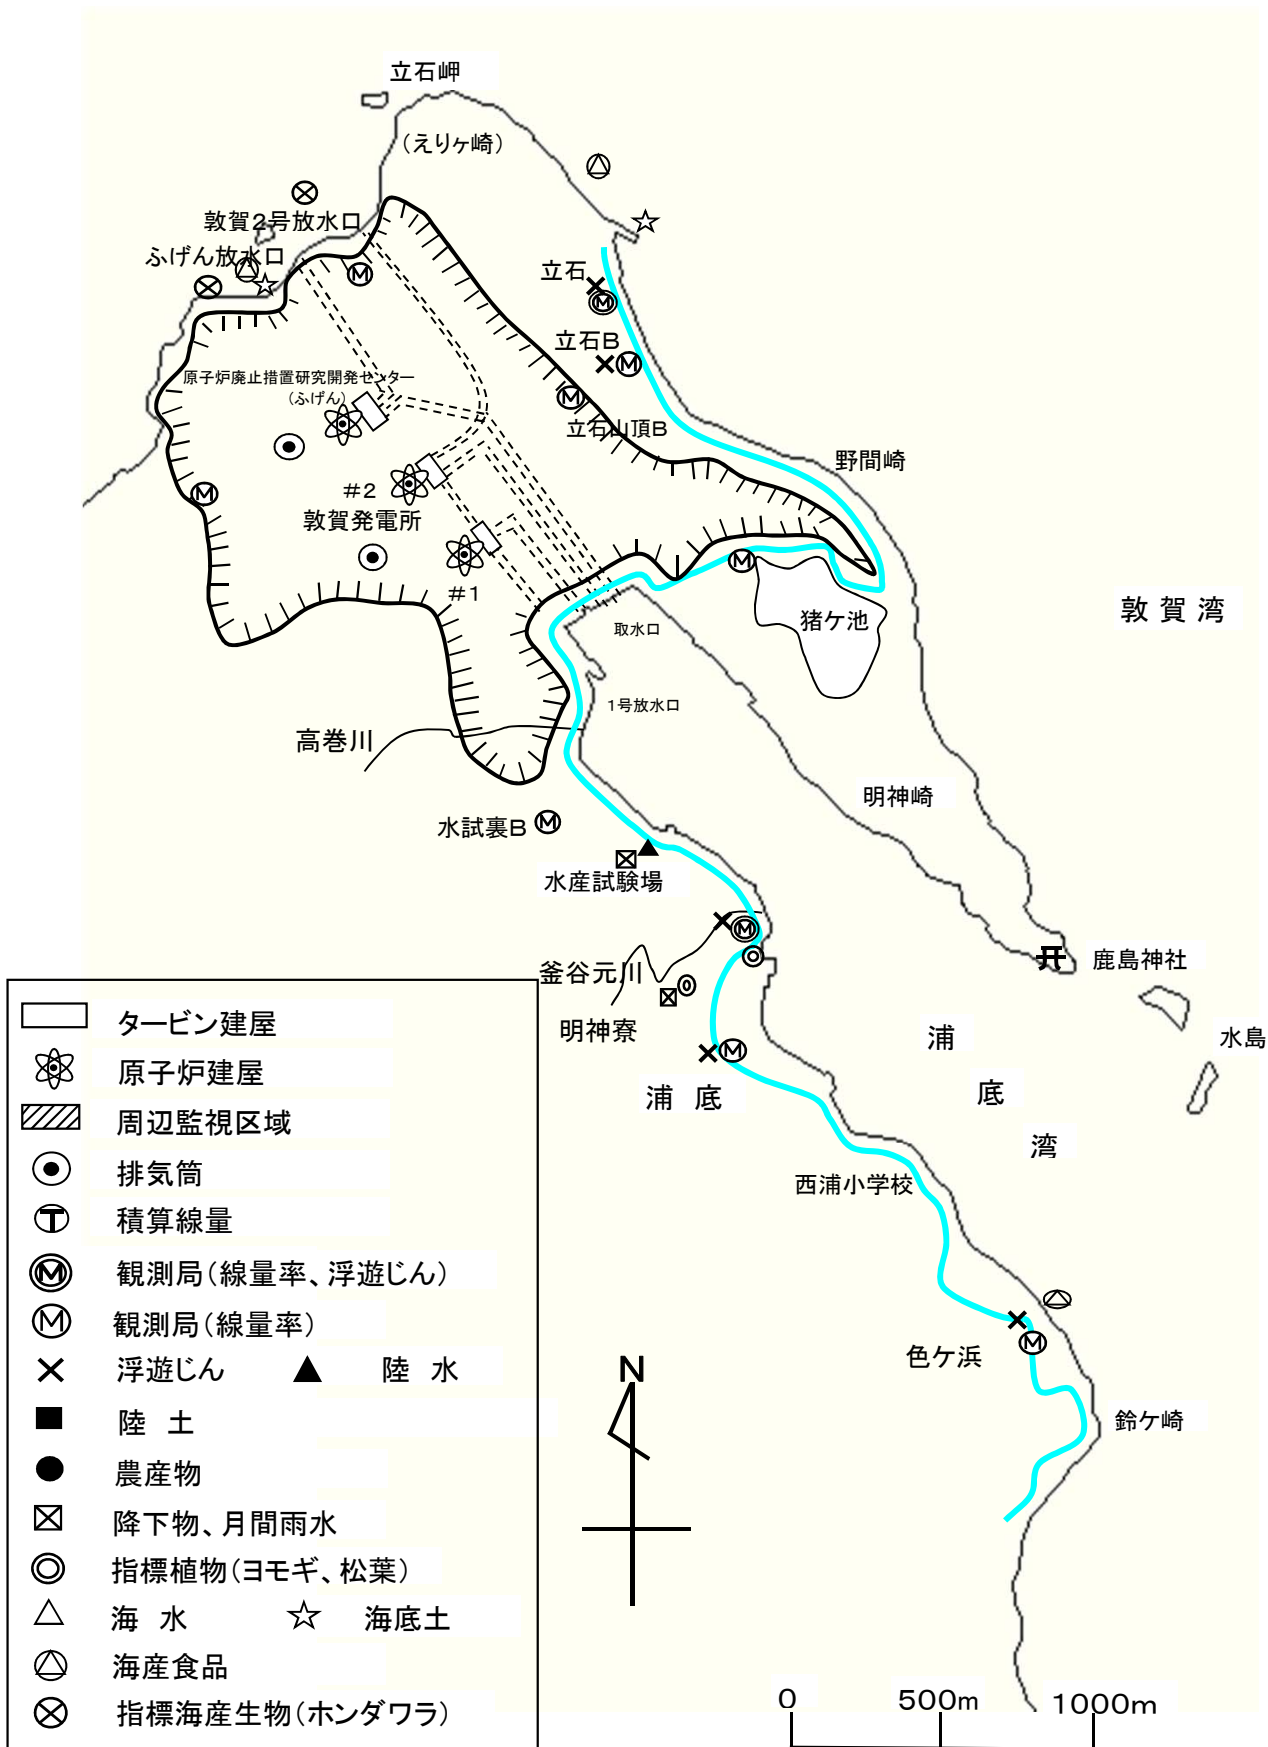 立石岬
(えりヶ崎)
敦賀2号放水口
ふげん放水口
立石
立石B
原子炉廃止措置研究開発センター
(ふげん)
立石山頂B
野間崎
#2
敦賀発電所
#1
敦賀湾
猪ケ池
取水口
1号放水口
高巻川
明神崎
水試裏B
水産試験場
釜谷元川
鹿島神社
明神寮
水島
浦底湾
浦 底
西浦小学校
色ケ浜
鈴ケ崎
N
タービン建屋
原子炉建屋
周辺監視区域
排気筒
積算線量
観測局(線量率、浮遊じん)
観測局(線量率)
浮遊じん 陸 水
陸 土
農産物
降下物、月間雨水
指標植物(ヨモギ、松葉)
海 水 海底土
海産食品
指標海産生物(ホンダワラ)
0 500m 1000m